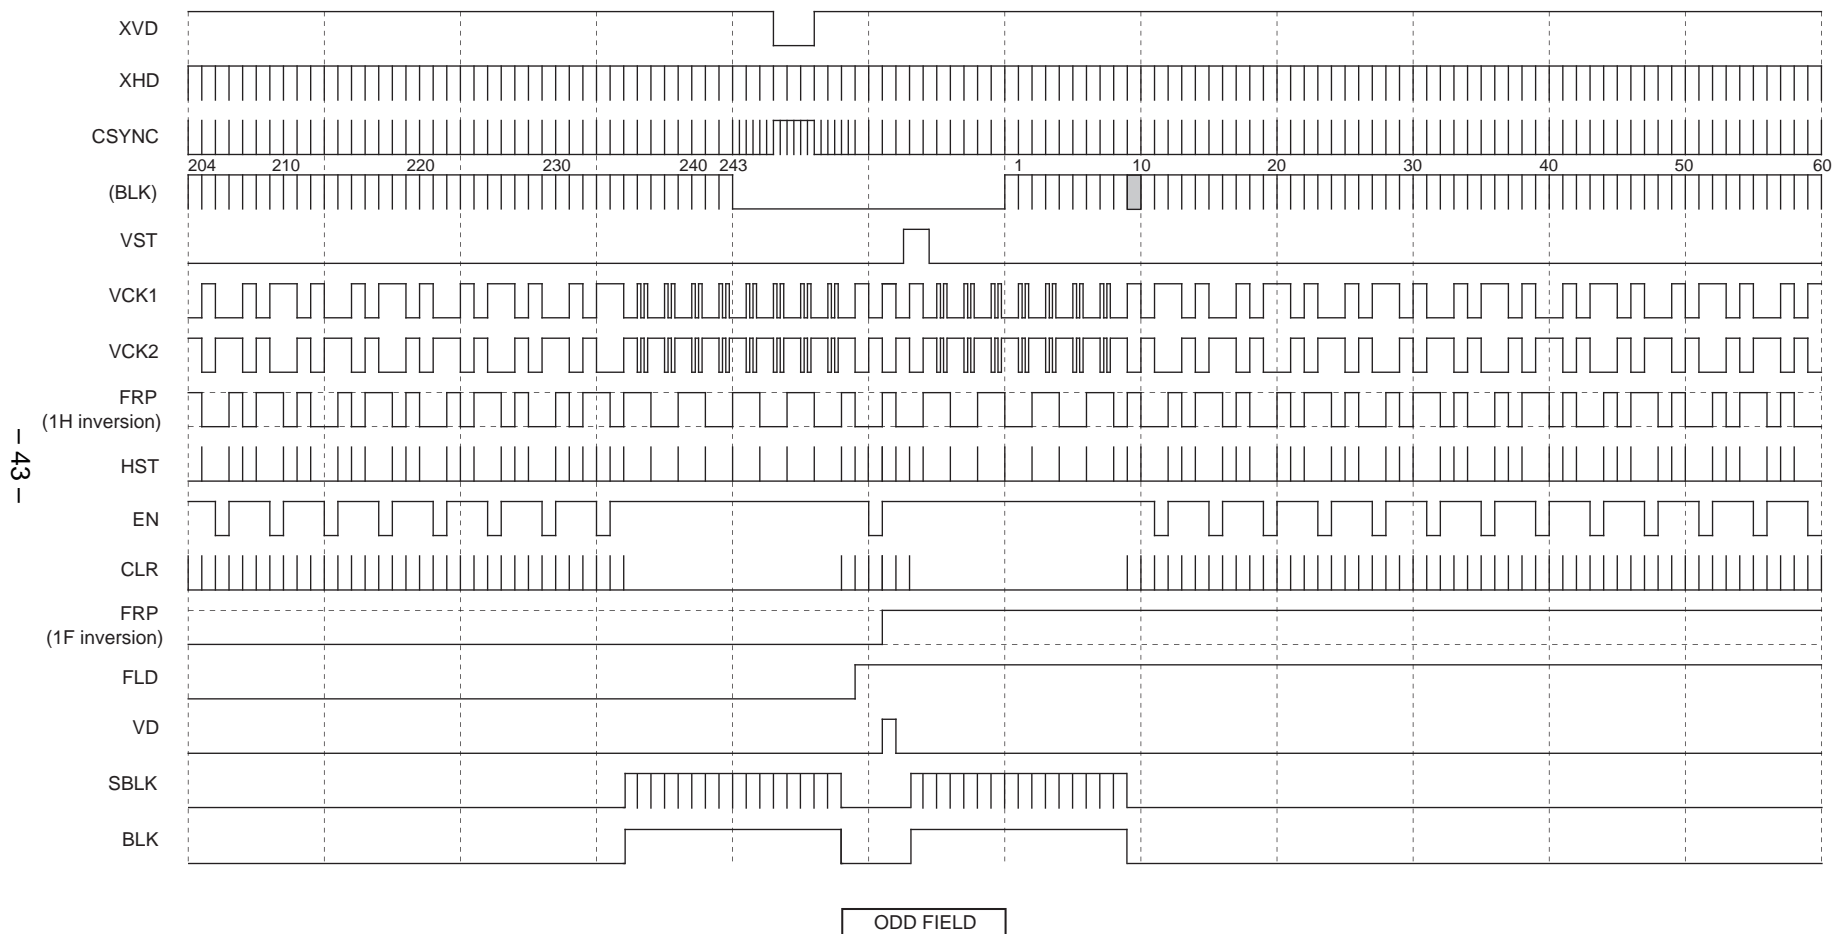 XVD
XHD
CSYNC
204 210 220 230 240 243 1 10 20 30 40 50 60
(BLK)
VST
VCK1
VCK2
FRP
(1H inversion)
HST
EN
CLR
FRP
(1F inversion)
FLD
VD
SBLK
BLK
ODD FIELD
– 43 –